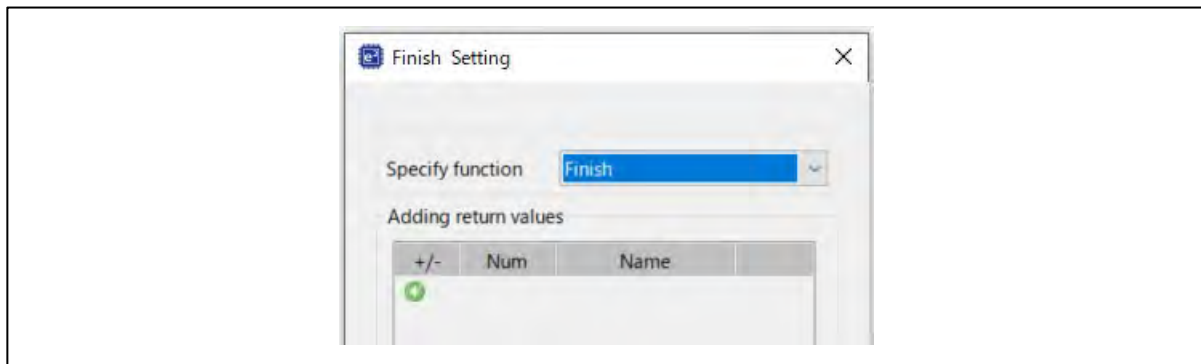 Finish Setting
Specify function Finish
Adding return values
+/- Num Name